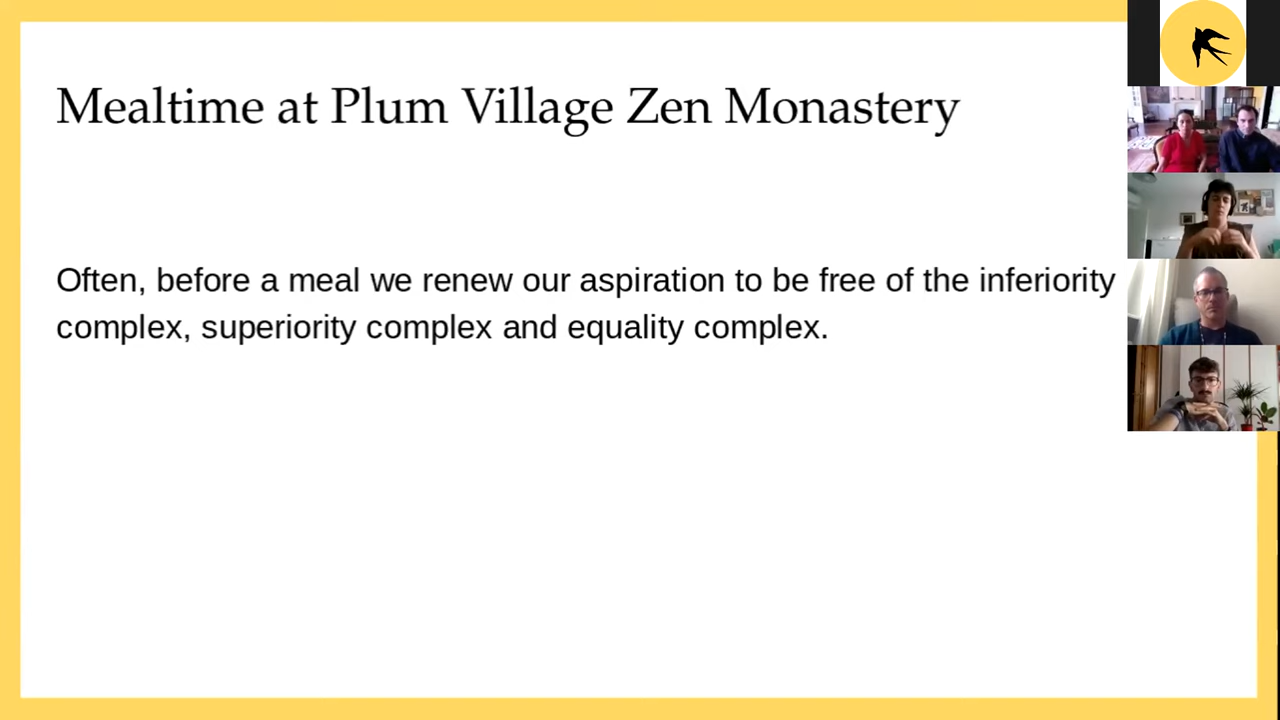 Mealtime at Plum Village Zen Monastery
Often, before a meal we renew our aspiration to be free of the inferiority
complex, superiority complex and equality complex.